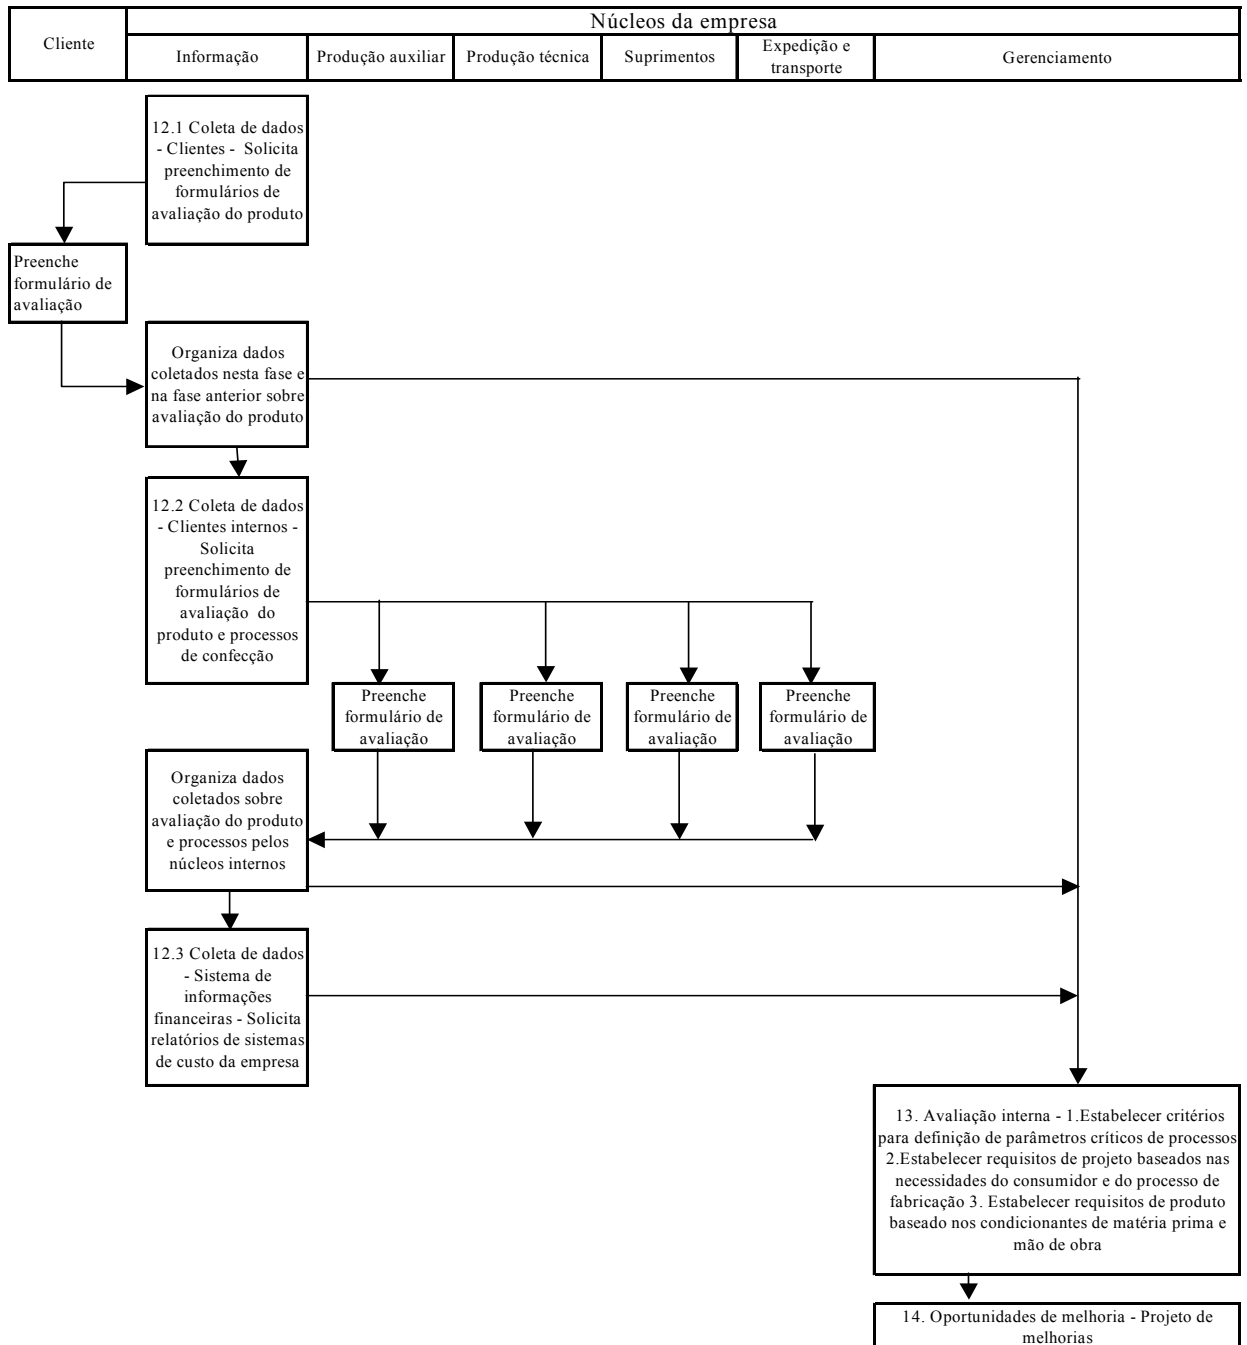 Núcleos da empresa
Cliente
Informação
Produção auxiliar
Produção técnica
Suprimentos
Expedição e
transporte
Gerenciamento
12.1 Coleta de dados
- Clientes - Solicita
preenchimento de
formulários de
avaliação do produto
Preenche
formulário de
avaliação
Organiza dados
coletados nesta fase e
na fase anterior sobre
avaliação do produto
12.2 Coleta de dados
- Clientes internos -
Solicita
preenchimento de
formulários de
avaliação do
produto e processos
de confecção
Preenche
formulário de
avaliação
Preenche
formulário de
avaliação
Preenche
formulário de
avaliação
Preenche
formulário de
avaliação
Organiza dados
coletados sobre
avaliação do produto
e processos pelos
núcleos internos
12.3 Coleta de dados
- Sistema de
informações
financeiras - Solicita
relatórios de sistemas
de custo da empresa
13. Avaliação interna - 1.Estabelecer critérios
para definição de parâmetros críticos de processos
2.Estabelecer requisitos de projeto baseados nas
necessidades do consumidor e do processo de
fabricação 3. Estabelecer requisitos de produto
baseado nos condicionantes de matéria prima e
mão de obra
14. Oportunidades de melhoria - Projeto de
melhorias